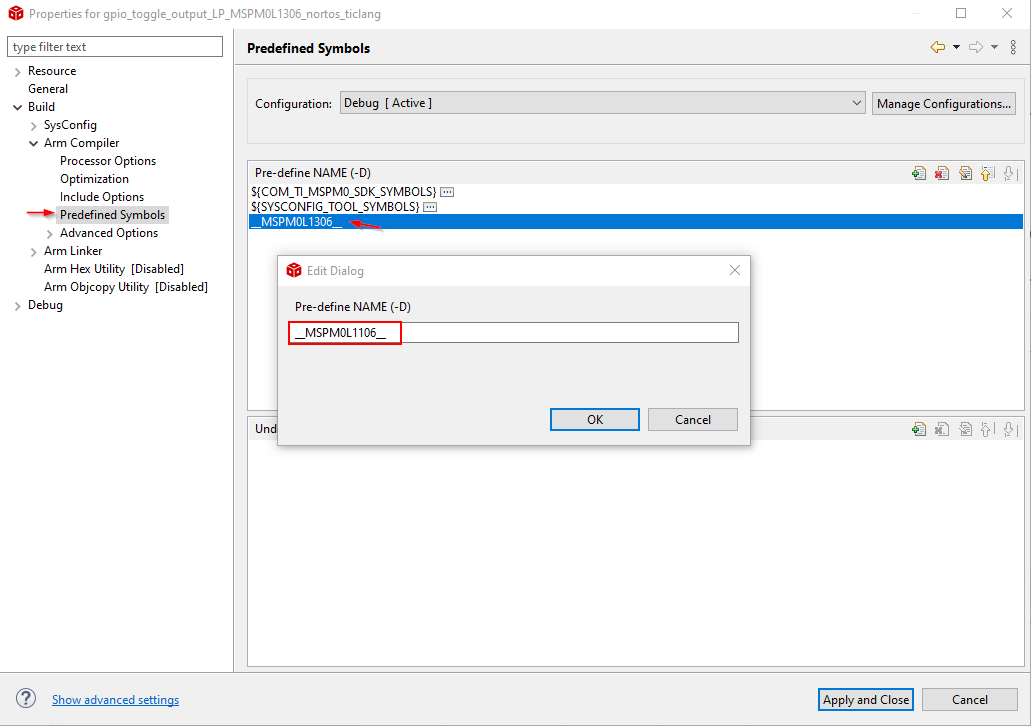 Properties for gpio_toggle_output_LP_MSPM0L1306_nortos_ticlang
type filter text
Resource
General
Build
SysConfig
Arm Compiler
Processor Options
Optimization
Include Options
Predefined Symbols
Advanced Options
Arm Linker
Arm Hex Utility [Disabled]
Arm Objcopy Utility [Disabled]
Debug
Predefined Symbols
Configuration: Debug [ Active ]
Manage Configurations...
Pre-define NAME (-D)
${COM_TI_MSPM0_SDK_SYMBOLS}
${SYSCONFIG_TOOL_SYMBOLS}
__MSPM0L1306__
Edit Dialog
Pre-define NAME (-D)
__MSPM0L1106__
OK
Cancel
Und
Show advanced settings
Apply and Close
Cancel